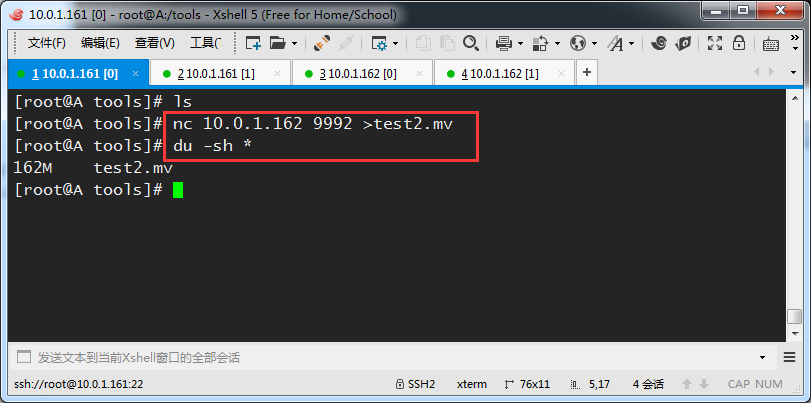 10.0.1.161 [0] - root@A:/tools - Xshell 5 (Free for Home/School)
文件(F) 编辑(E) 查看(V) 工具(
1 10.0.1.161 [0] × 2 10.0.1.161 [1] × 3 10.0.1.162 [0] × 4 10.0.1.162 [1] × +
[root@A tools]# ls
[root@A tools]# nc 10.0.1.162 9992 >test2.mv
[root@A tools]# du -sh *
162M test2.mv
[root@A tools]#
发送文本到当前Xshell窗口的全部会话
ssh://root@10.0.1.161:22 SSH2 xterm 76x11 5,17 4 会话 CAP NUM